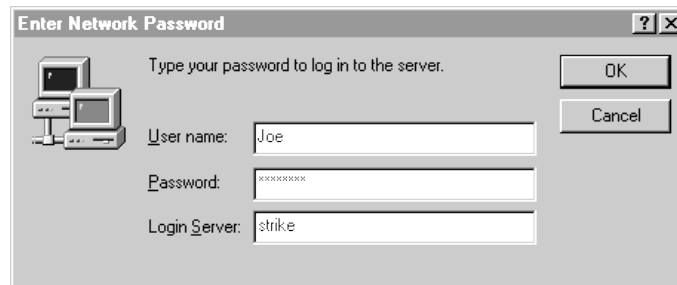 Enter Network Password
Type your password to log in to the server.
OK
Cancel
User name: Joe
Password: ********
Login Server: strike